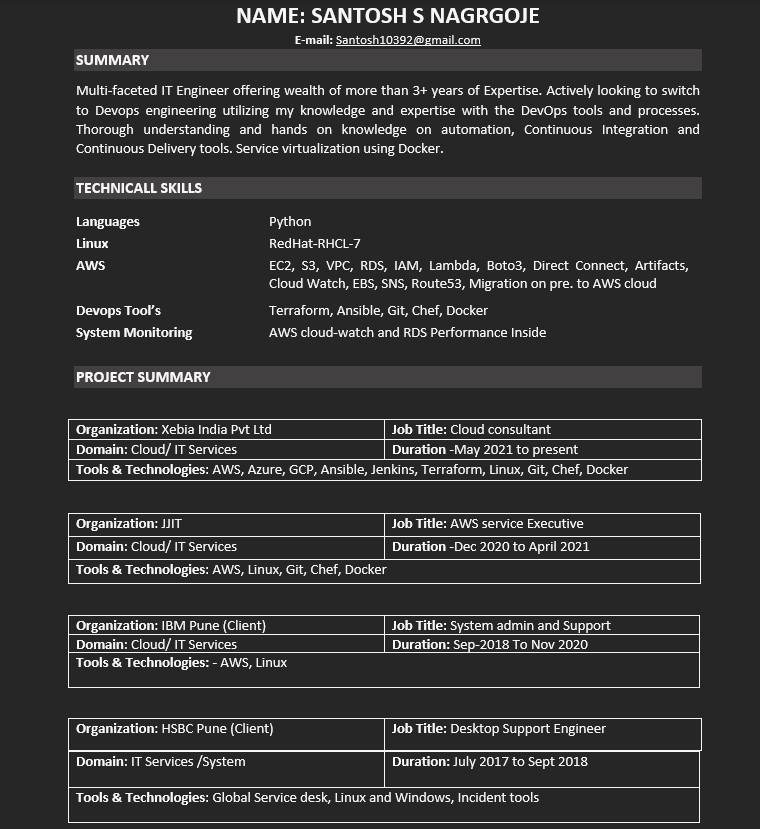 NAME: SANTOSH S NAGRGOJE
E-mail: Santosh10392@gmail.com
SUMMARY
Multi-faceted IT Engineer offering wealth of more than 3+ years of Expertise. Actively looking to switch
to Devops engineering utilizing my knowledge and expertise with the DevOps tools and processes.
Thorough understanding and hands on knowledge on automation, Continuous Integration and
Continuous Delivery tools. Service virtualization using Docker.
TECHNICALL SKILLS
Languages Python
Linux RedHat-RHCL-7
AWS EC2, S3, VPC, RDS, IAM, Lambda, Boto3, Direct Connect, Artifacts,
Cloud Watch, EBS, SNS, Route53, Migration on pre. to AWS cloud
Devops Tool's Terraform, Ansible, Git, Chef, Docker
System Monitoring AWS cloud-watch and RDS Performance Inside
PROJECT SUMMARY
Organization: Xebia India Pvt Ltd Job Title: Cloud consultant
Domain: Cloud/ IT Services Duration -May 2021 to present
Tools & Technologies: AWS, Azure, GCP, Ansible, Jenkins, Terraform, Linux, Git, Chef, Docker
Organization: JJIT Job Title: AWS service Executive
Domain: Cloud/ IT Services Duration -Dec 2020 to April 2021
Tools & Technologies: AWS, Linux, Git, Chef, Docker
Organization: IBM Pune (Client) Job Title: System admin and Support
Domain: Cloud/ IT Services Duration: Sep-2018 To Nov 2020
Tools & Technologies: - AWS, Linux
Organization: HSBC Pune (Client) Job Title: Desktop Support Engineer
Domain: IT Services /System Duration: July 2017 to Sept 2018
Tools & Technologies: Global Service desk, Linux and Windows, Incident tools